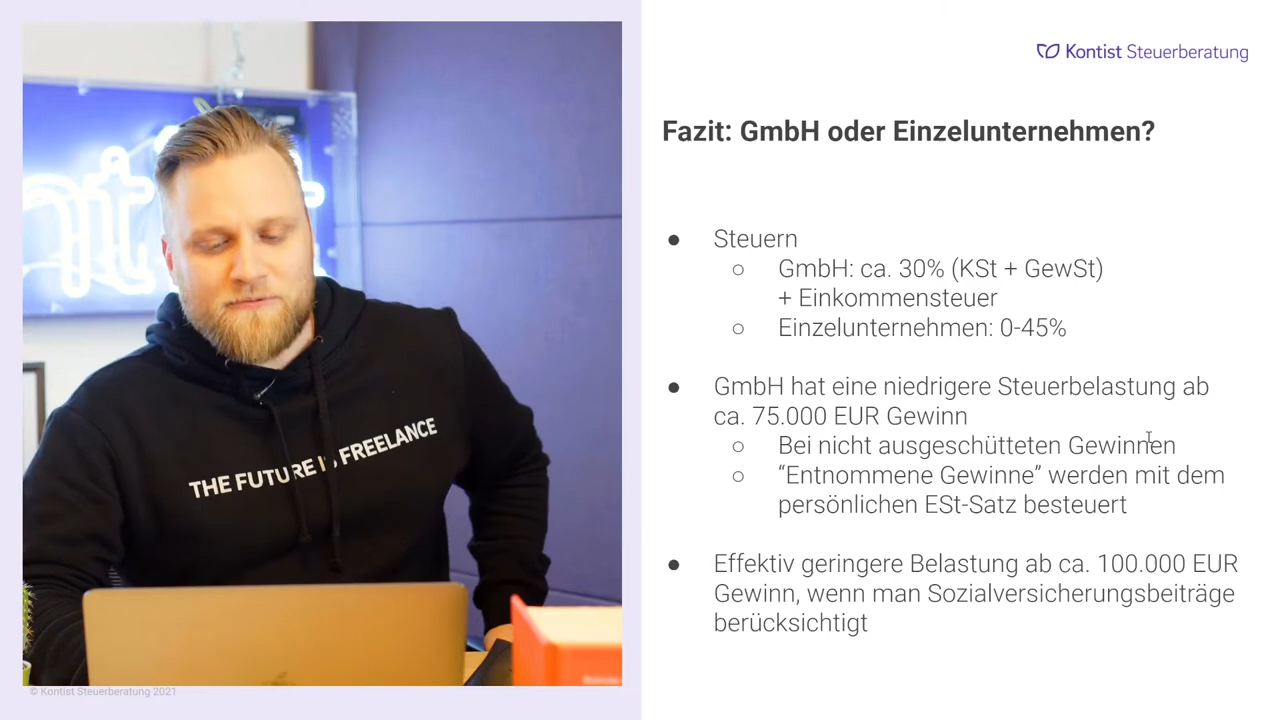 Kontist Steuerberatung
Fazit: GmbH oder Einzelunternehmen?
● Steuern
○ GmbH: ca. 30% (KSt + GewSt)
+ Einkommensteuer
○ Einzelunternehmen: 0-45%
● GmbH hat eine niedrigere Steuerbelastung ab
ca. 75.000 EUR Gewinn
○ Bei nicht ausgeschütteten Gewinnen
○ “Entnommene Gewinne” werden mit dem
persönlichen ESt-Satz besteuert
● Effektiv geringere Belastung ab ca. 100.000 EUR
Gewinn, wenn man Sozialversicherungsbeiträge
berücksichtigt
nt st
THE FUTURE IS FREELANCE
© Kontist Steuerberatung 2021